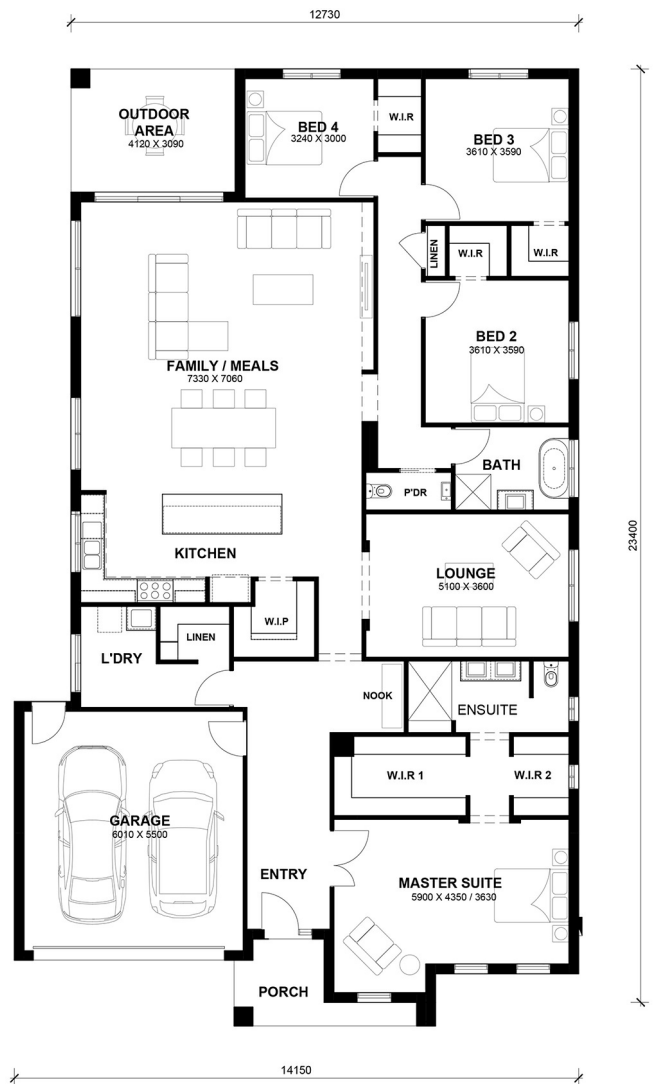 12730
OUTDOOR
AREA
4120 X 3090
BED 4
3240 X 3000
W.I.R
BED 3
3610 X 3590
LINEN
W.I.R
W.I.R
BED 2
3610 X 3590
FAMILY / MEALS
7330 X 7060
BATH
P'DR
KITCHEN
LOUNGE
5100 X 3600
23400
W.I.P
LINEN
L'DRY
NOOK
ENSUITE
W.I.R 1
W.I.R 2
GARAGE
6010 X 5500
ENTRY
MASTER SUITE
5900 X 4350 / 3630
PORCH
14150